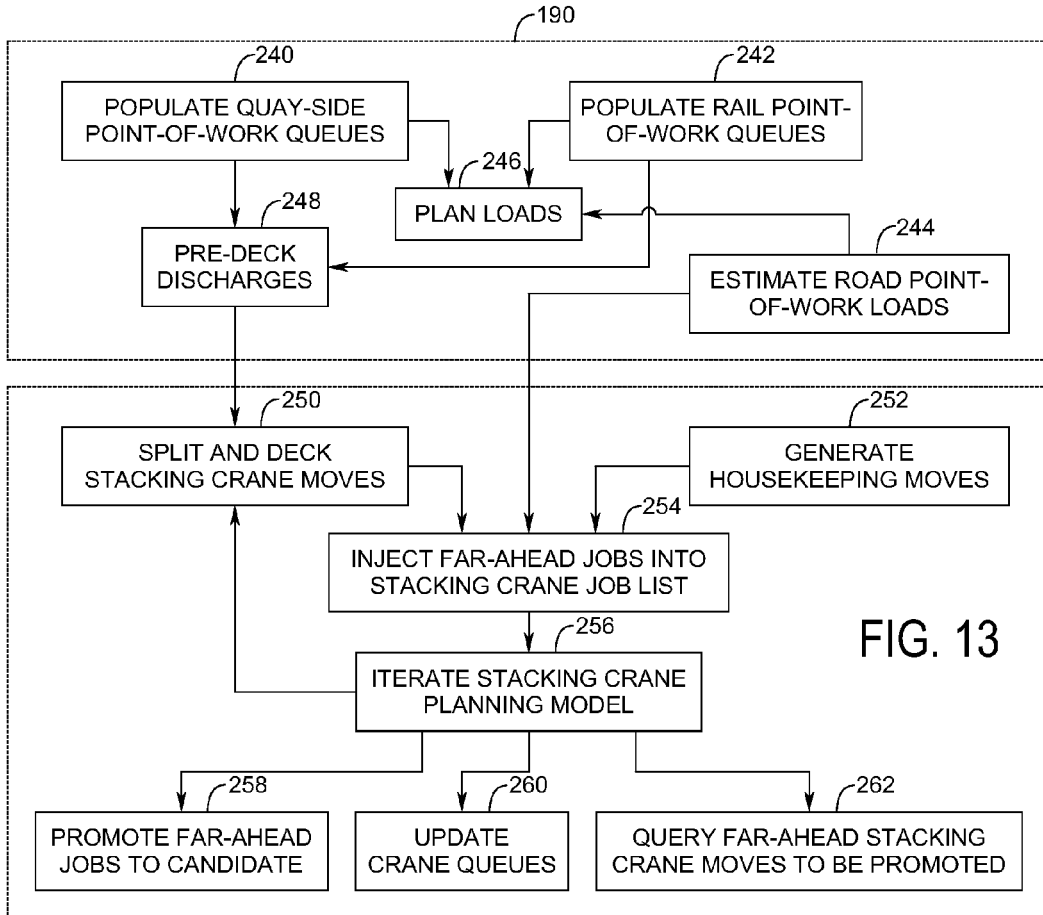 190
240
POPULATE QUAY-SIDE
POINT-OF-WORK QUEUES
242
POPULATE RAIL POINT-
OF-WORK QUEUES
246
PLAN LOADS
248
PRE-DECK
DISCHARGES
244
ESTIMATE ROAD POINT-
OF-WORK LOADS
250
SPLIT AND DECK
STACKING CRANE MOVES
252
GENERATE
HOUSEKEEPING MOVES
254
INJECT FAR-AHEAD JOBS INTO
STACKING CRANE JOB LIST
256
ITERATE STACKING CRANE
PLANNING MODEL
FIG. 13
258
PROMOTE FAR-AHEAD
JOBS TO CANDIDATE
260
UPDATE
CRANE QUEUES
262
QUERY FAR-AHEAD STACKING
CRANE MOVES TO BE PROMOTED